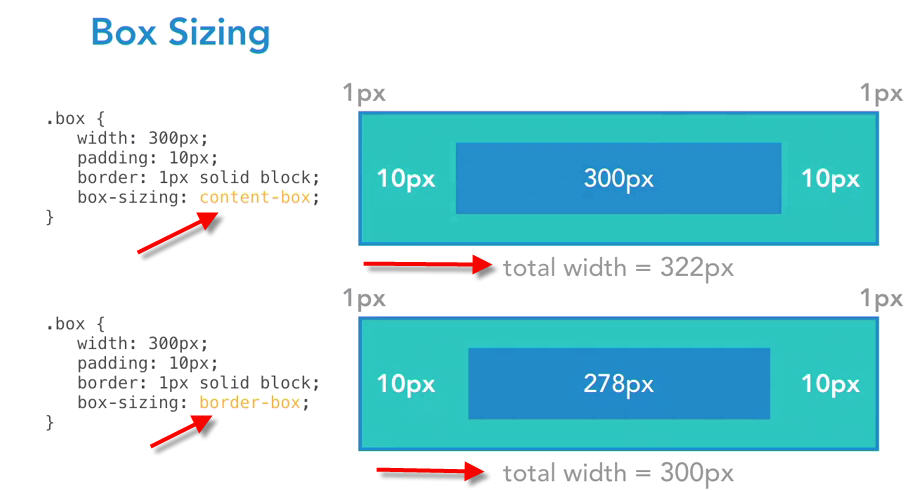 Box Sizing
.box {
width: 300px;
padding: 10px;
border: 1px solid block;
box-sizing: content-box;
}
1px 1px
10px 300px 10px
total width = 322px
.box {
width: 300px;
padding: 10px;
border: 1px solid block;
box-sizing: border-box;
}
1px 1px
10px 278px 10px
total width = 300px